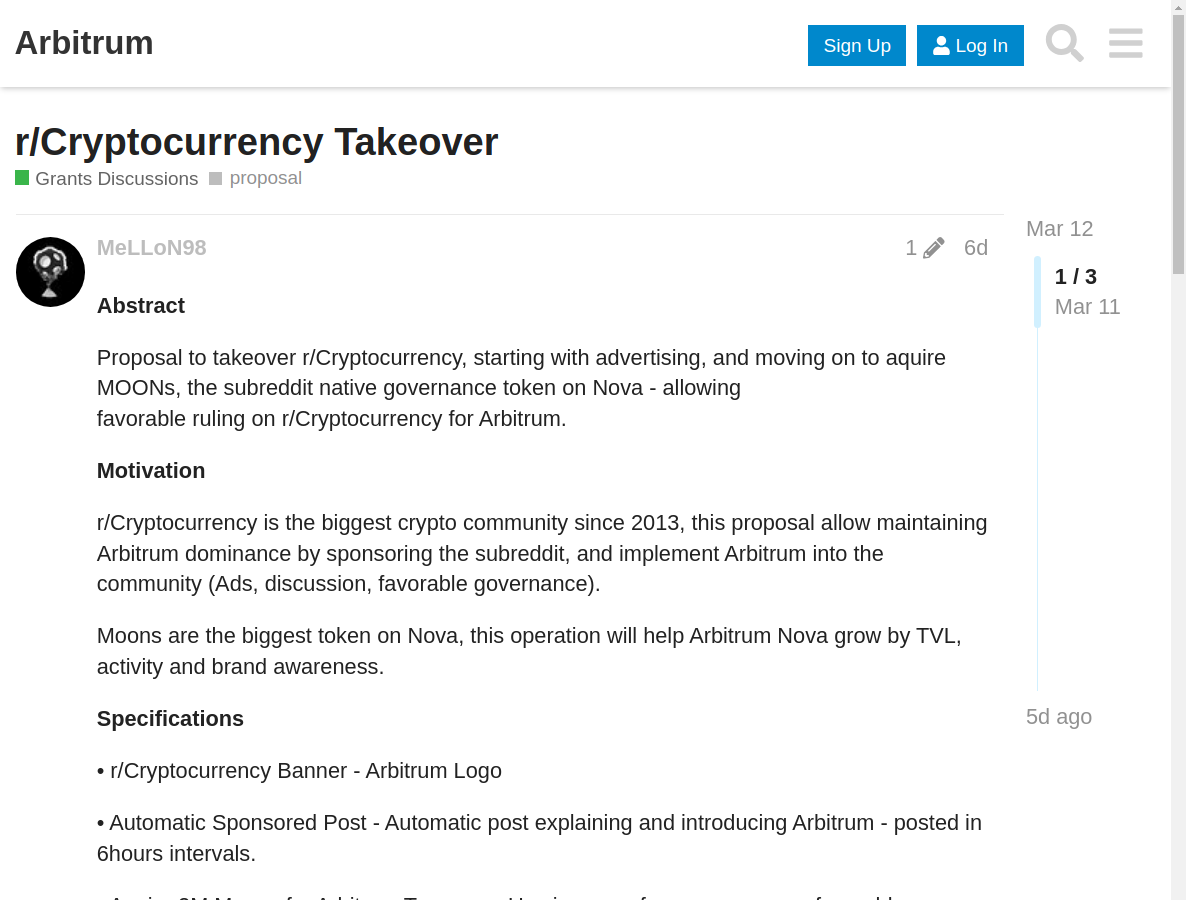 Arbitrum
Sign Up
Log In
r/Cryptocurrency Takeover
Grants Discussions
proposal
MeLLoN98
1
6d
Mar 12
1 / 3
Mar 11
5d ago
Abstract
Proposal to takeover r/Cryptocurrency, starting with advertising, and moving on to aquire
MOONs, the subreddit native governance token on Nova - allowing
favorable ruling on r/Cryptocurrency for Arbitrum.
Motivation
r/Cryptocurrency is the biggest crypto community since 2013, this proposal allow maintaining
Arbitrum dominance by sponsoring the subreddit, and implement Arbitrum into the
community (Ads, discussion, favorable governance).
Moons are the biggest token on Nova, this operation will help Arbitrum Nova grow by TVL,
activity and brand awareness.
Specifications
• r/Cryptocurrency Banner - Arbitrum Logo
• Automatic Sponsored Post - Automatic post explaining and introducing Arbitrum - posted in
6hours intervals.